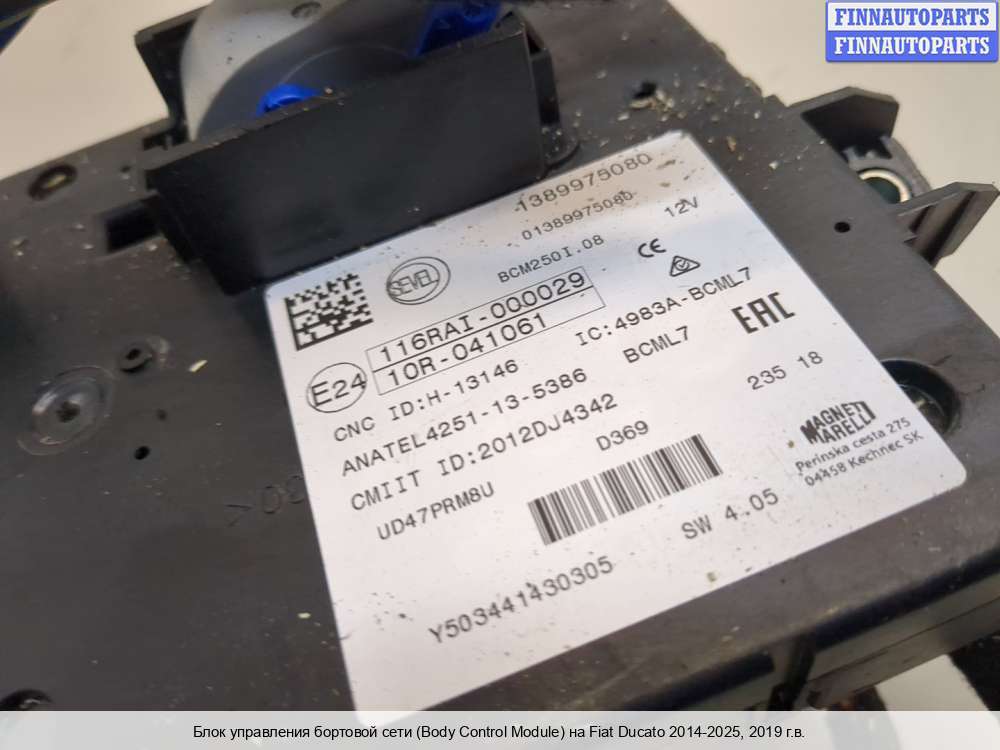 FINNAUTOPARTS
FINNAUTOPARTS
1389975080
01389975080
12V
SEVEL
BCM250I.08
CE
116RAI-000029
10R-041061
E24
CNC ID:H-13146
IC:4983A-BCML7
ANATEL4251-13-5386
BCML7
EAC
CMIIT ID:2012DJ4342
235 18
UD47PRM8U
D369
MAGNETI
MARELLI
Perinska cesta 275
04458 Kechnec SK
SW 4.05
Y503441430305
Блок управления бортовой сети (Body Control Module) на Fiat Ducato 2014-2025, 2019 г.в.